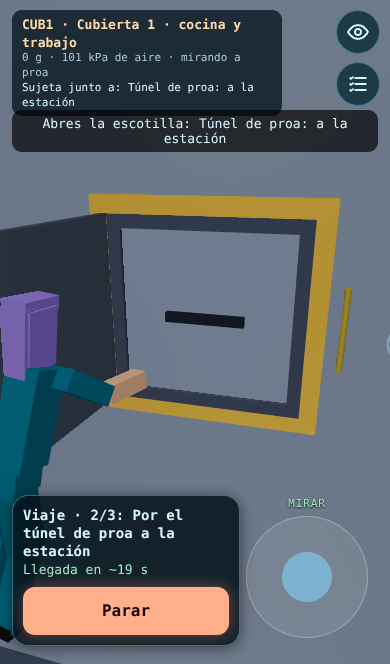 CUB1 · Cubierta 1 · cocina y
trabajo
0 g · 101 kPa de aire · mirando a
proa
Sujeta junto a: Túnel de proa: a la
estación
Abres la escotilla: Túnel de proa: a la
estación
Viaje · 2/3: Por el
túnel de proa a la
estación
Llegada en ~19 s
Parar
MIRAR